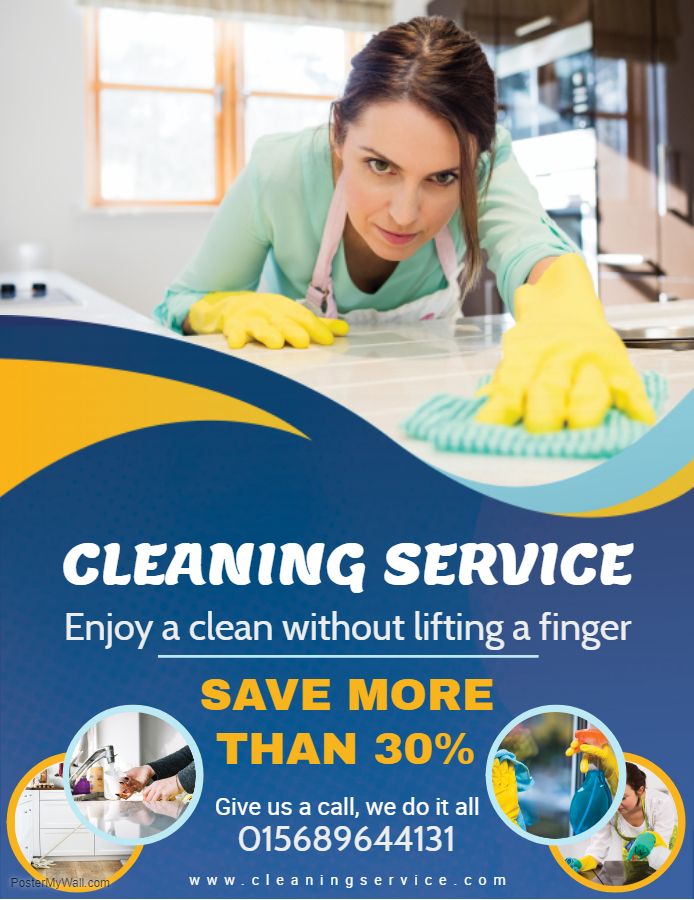 CLEANING SERVICE
Enjoy a clean without lifting a finger
SAVE MORE
THAN 30%
Give us a call, we do it all
015689644131
www.cleaningservice.com
PosterMyWall.com